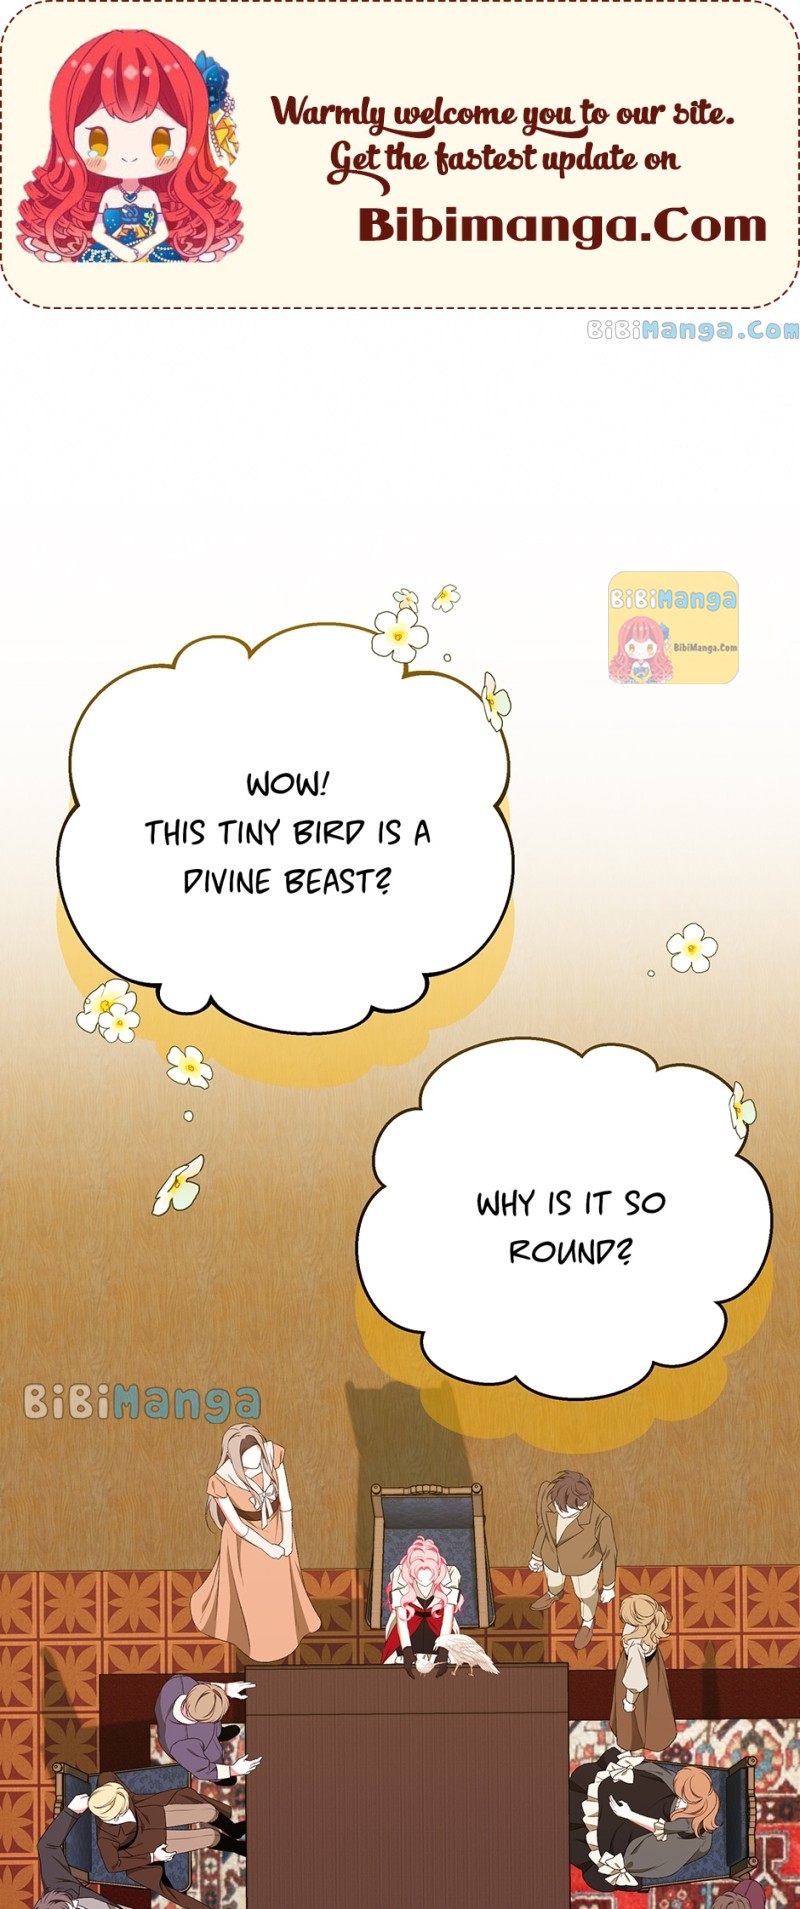 Warmly welcome you to our site.
Get the fastest update on
Bibimanga.Com
BiBiManga.Com
BiBiManga
BibiManga.Com
WOW!
THIS TINY BIRD IS A
DIVINE BEAST?
WHY IS IT SO
ROUND?
BiBiManga